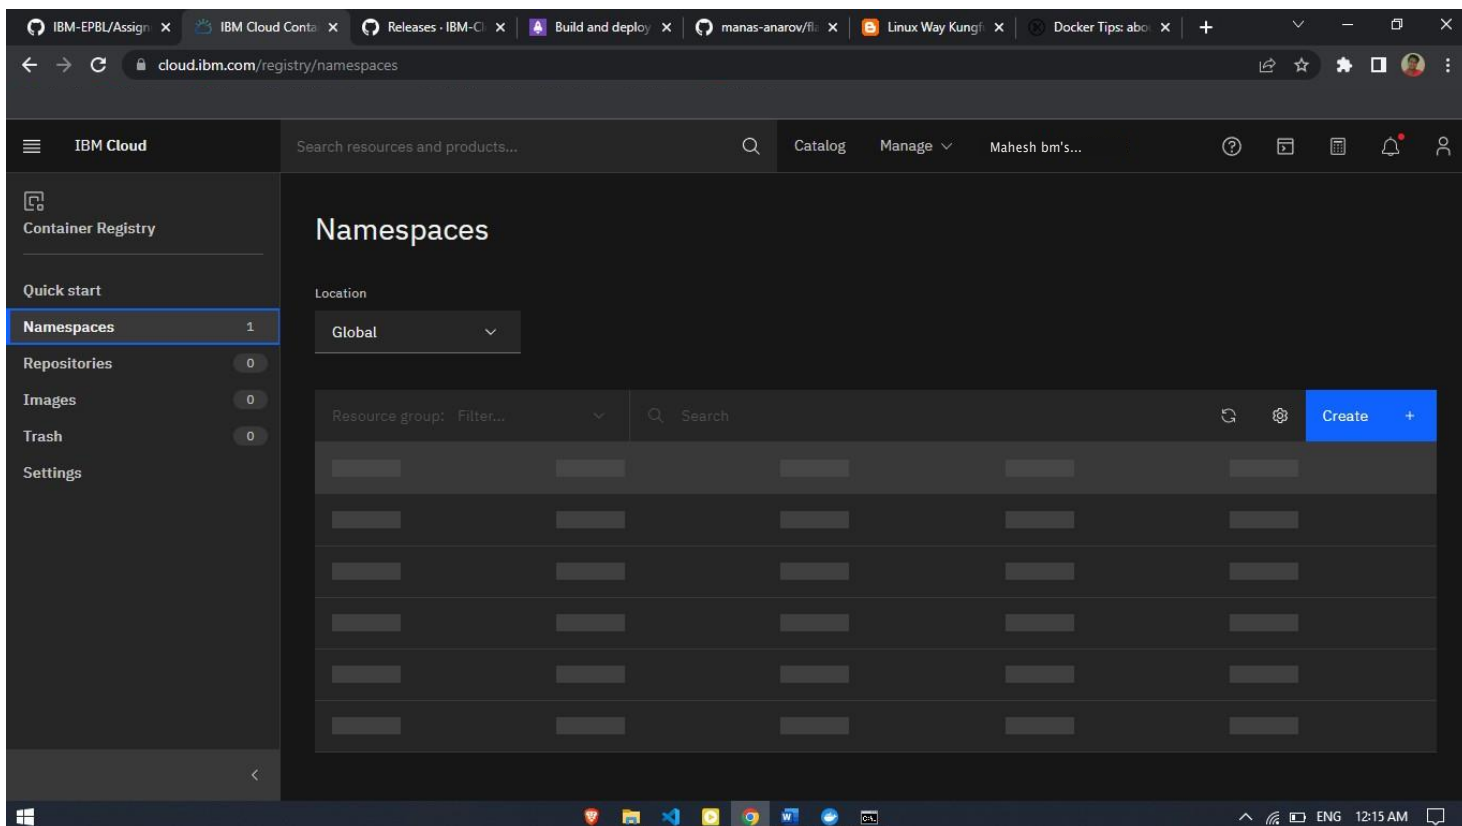 IBM-EPBL/Assign
IBM Cloud Conta
Releases · IBM-Cl
Build and deploy
manas-anarov/fla
Linux Way Kungf
Docker Tips: abo
cloud.ibm.com/registry/namespaces
IBM Cloud
Search resources and products...
Catalog
Manage
Mahesh bm's...
Container Registry
Quick start
Namespaces 1
Repositories 0
Images 0
Trash 0
Settings
Namespaces
Location
Global
Resource group: Filter...
Search
Create +
ENG 12:15 AM